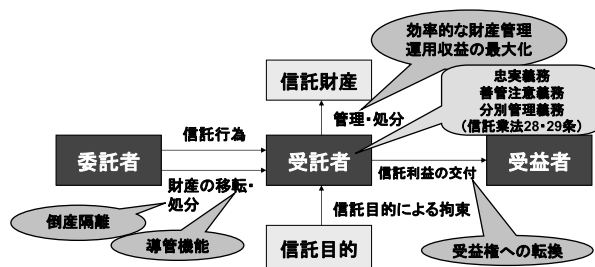 効率的な財産管理
運用収益の最大化
信託財産
忠実義務
善管注意義務
分別管理義務
(信託業法28・29条)
管理・処分
信託行為
委託者
受託者
受益者
財産の移転・
処分
信託利益の交付
倒産隔離
導管機能
信託目的による拘束
信託目的
受益権への転換